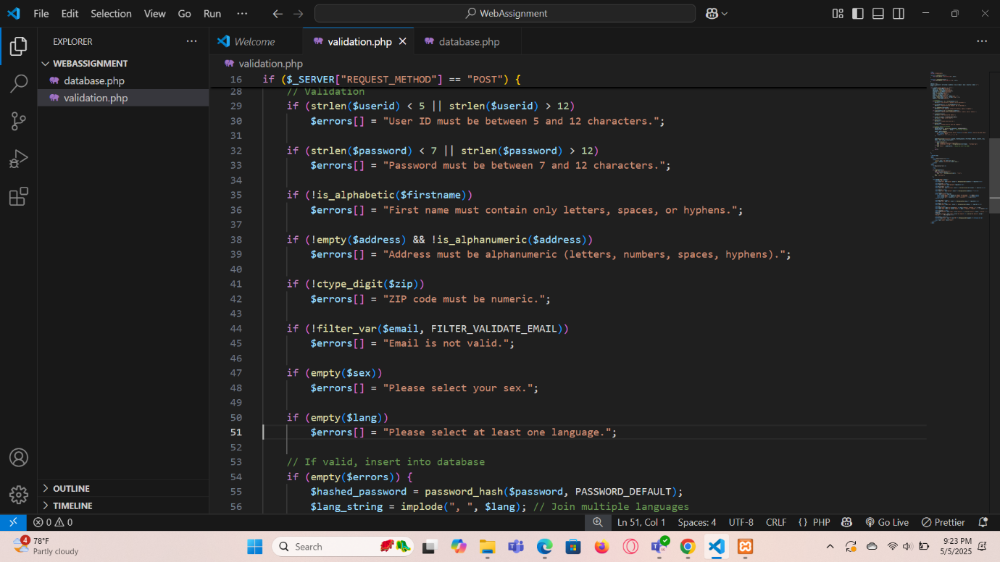 File Edit Selection View Go Run ··· WebAssignment
EXPLORER ···
WEBASSIGNMENT
database.php
validation.php
OUTLINE
TIMELINE
Welcome validation.php database.php ···
validation.php
16 if ($_SERVER["REQUEST_METHOD"] == "POST") {
28 // Validation
29 if (strlen($userid) < 5 || strlen($userid) > 12)
30 $errors[] = "User ID must be between 5 and 12 characters.";
31
32 if (strlen($password) < 7 || strlen($password) > 12)
33 $errors[] = "Password must be between 7 and 12 characters.";
34
35 if (!is_alphabetic($firstname))
36 $errors[] = "First name must contain only letters, spaces, or hyphens.";
37
38 if (!empty($address) && !is_alphanumeric($address))
39 $errors[] = "Address must be alphanumeric (letters, numbers, spaces, hyphens).";
40
41 if (!ctype_digit($zip))
42 $errors[] = "ZIP code must be numeric.";
43
44 if (!filter_var($email, FILTER_VALIDATE_EMAIL))
45 $errors[] = "Email is not valid.";
46
47 if (empty($sex))
48 $errors[] = "Please select your sex.";
49
50 if (empty($lang))
51 $errors[] = "Please select at least one language.";
52
53 // If valid, insert into database
54 if (empty($errors)) {
55 $hashed_password = password_hash($password, PASSWORD_DEFAULT);
56 $lang_string = implode(", ", $lang); // Join multiple languages
0 0 Ln 51, Col 1 Spaces: 4 UTF-8 CRLF {} PHP Go Live Prettier
4 78°F
Partly cloudy
Search
9:23 PM
5/5/2025